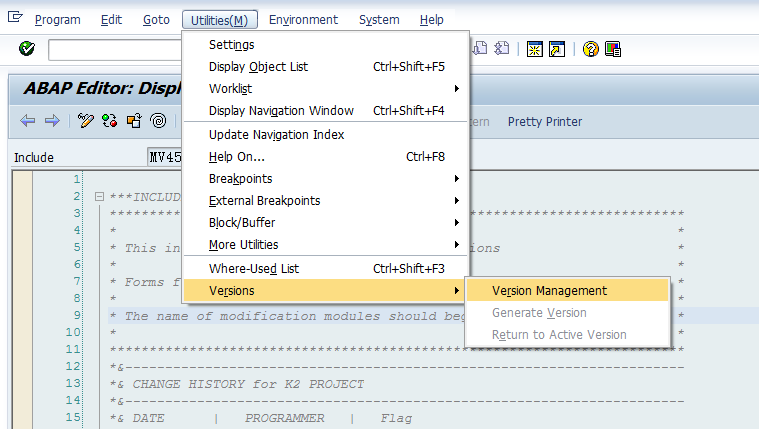 Program Edit Goto Utilities(M) Environment System Help
Settings
Display Object List Ctrl+Shift+F5
Worklist
Display Navigation Window Ctrl+Shift+F4
Update Navigation Index
Help On... Ctrl+F8
Breakpoints
External Breakpoints
Block/Buffer
More Utilities
Where-Used List Ctrl+Shift+F3
Versions
Version Management
Generate Version
Return to Active Version
ABAP Editor: Displ
tern Pretty Printer
Include MV45
1
2 ***INCLUD
3 ****************************************************************************
4 * *
5 * This in ions *
6 * *
7 * Forms f
8 *
9 * The name of modification modules should beg *
10 * *
11 ****************************************************************************
12 *&---------------------------------------------------------------------
13 *& CHANGE HISTORY for K2 PROJECT
14 *&---------------------------------------------------------------------
15 *& DATE | PROGRAMMER | Flag